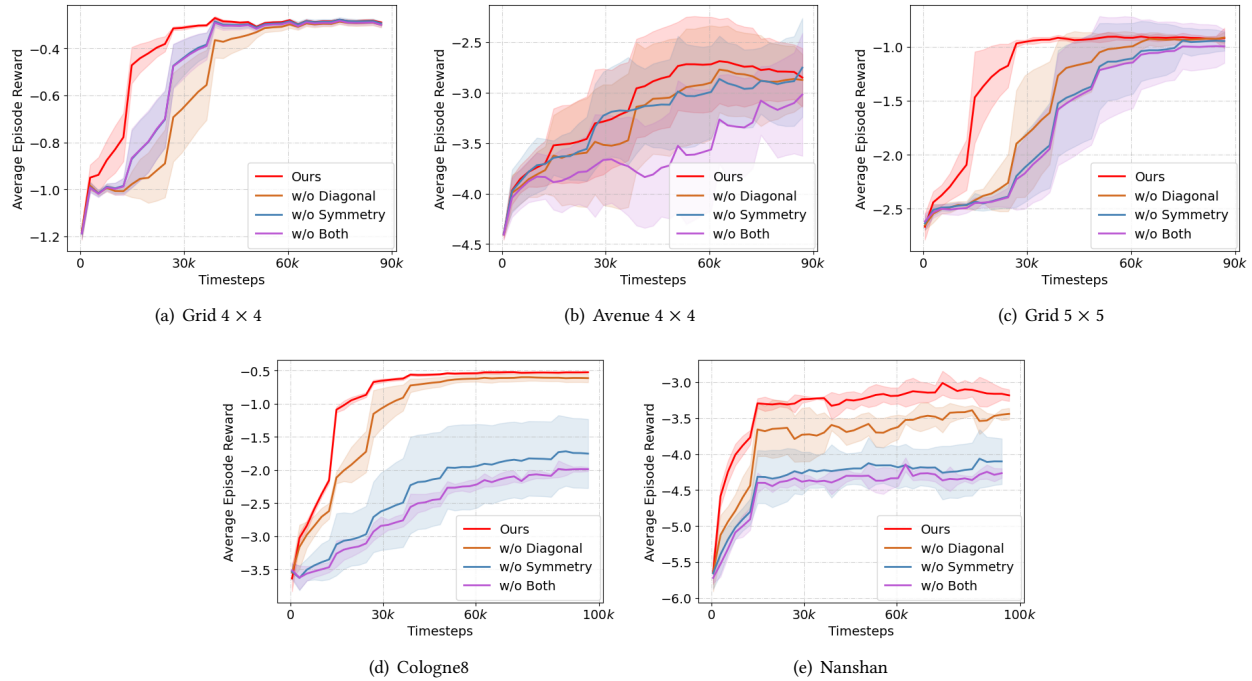 Average Episode Reward
−0.4
−0.6
−0.8
−1.0
−1.2
Ours
w/o Diagonal
w/o Symmetry
w/o Both
0 30k 60k 90k
Timesteps
(a) Grid 4 × 4
Average Episode Reward
−2.5
−3.0
−3.5
−4.0
−4.5
Ours
w/o Diagonal
w/o Symmetry
w/o Both
0 30k 60k 90k
Timesteps
(b) Avenue 4 × 4
Average Episode Reward
−1.0
−1.5
−2.0
−2.5
Ours
w/o Diagonal
w/o Symmetry
w/o Both
0 30k 60k 90k
Timesteps
(c) Grid 5 × 5
Average Episode Reward
−0.5
−1.0
−1.5
−2.0
−2.5
−3.0
−3.5
Ours
w/o Diagonal
w/o Symmetry
w/o Both
0 30k 60k 100k
Timesteps
(d) Cologne8
Average Episode Reward
−3.0
−3.5
−4.0
−4.5
−5.0
−5.5
−6.0
Ours
w/o Diagonal
w/o Symmetry
w/o Both
0 30k 60k 100k
Timesteps
(e) Nanshan